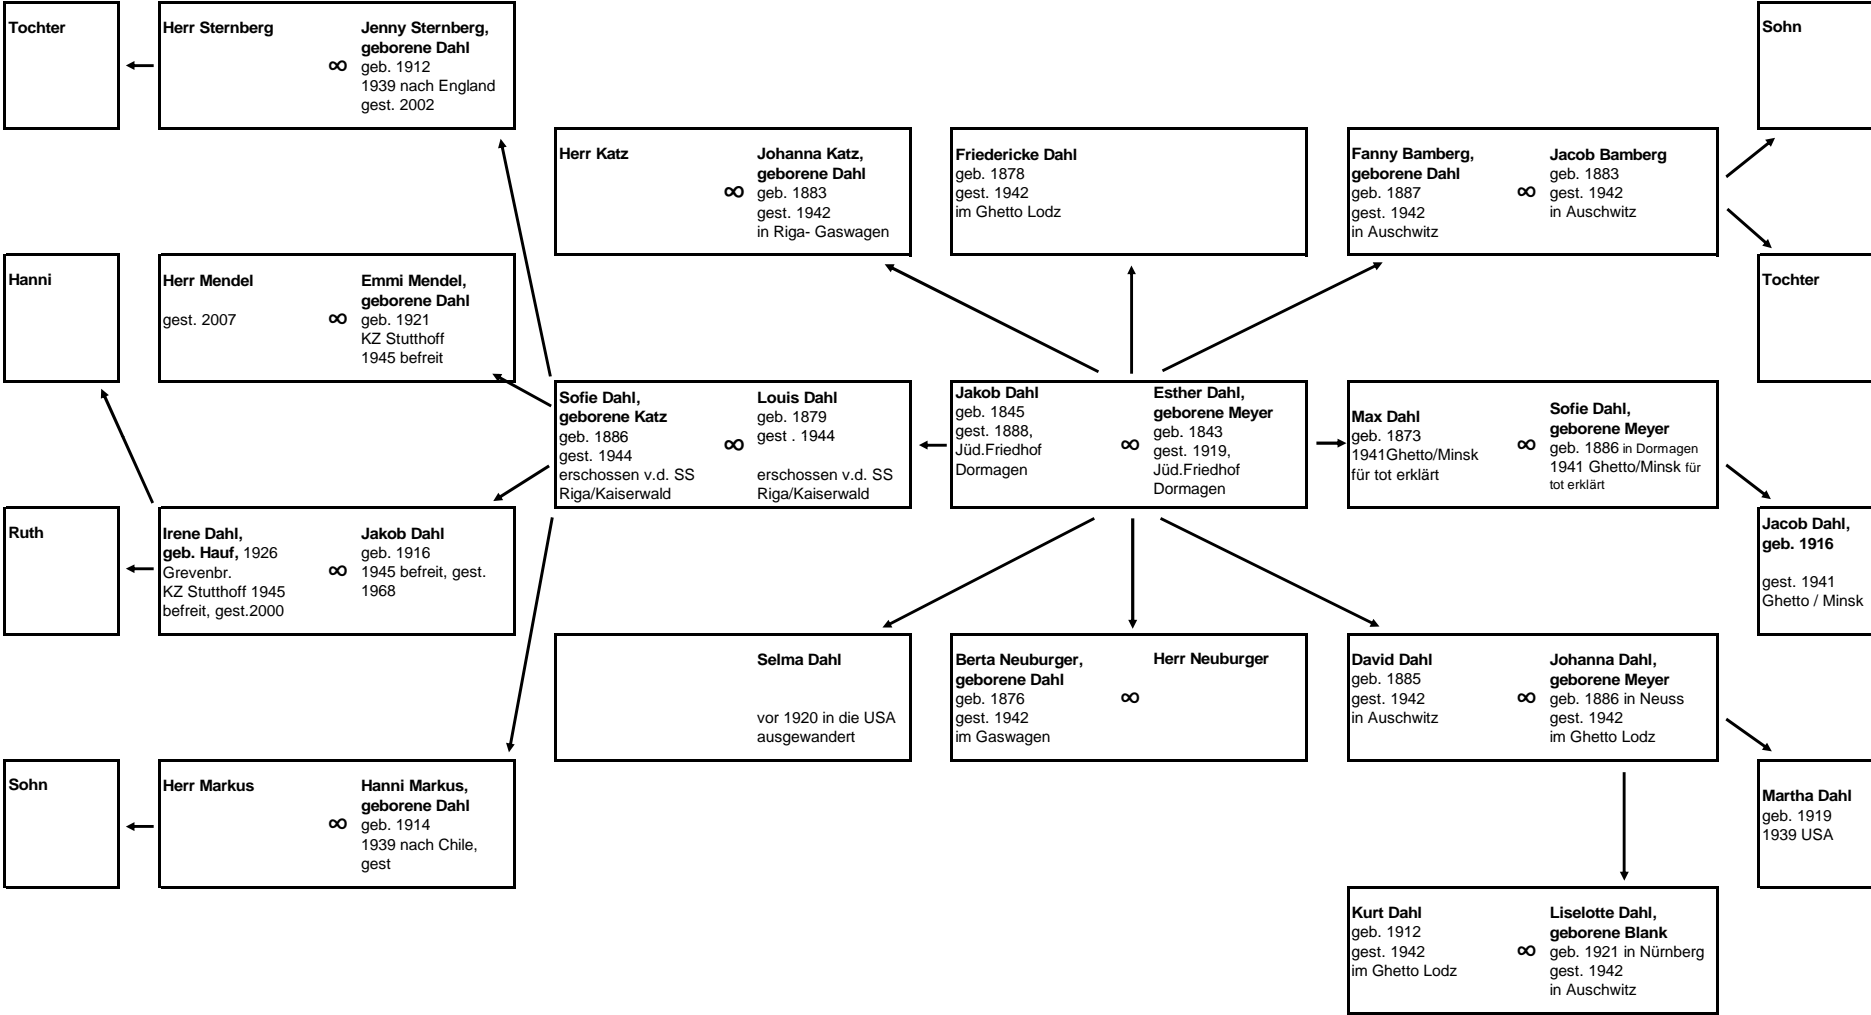 Tochter
Herr Sternberg
∞
Jenny Sternberg,
geborene Dahl
geb. 1912
1939 nach England
gest. 2002
Sohn
Herr Katz
∞
Johanna Katz,
geborene Dahl
geb. 1883
gest. 1942
in Riga- Gaswagen
Friedericke Dahl
geb. 1878
gest. 1942
im Ghetto Lodz
Fanny Bamberg,
geborene Dahl
geb. 1887
gest. 1942
in Auschwitz
∞
Jacob Bamberg
geb. 1883
gest. 1942
in Auschwitz
Hanni
Herr Mendel
gest. 2007
∞
Emmi Mendel,
geborene Dahl
geb. 1921
KZ Stutthoff
1945 befreit
Tochter
Sofie Dahl,
geborene Katz
geb. 1886
gest. 1944
erschossen v.d. SS
Riga/Kaiserwald
∞
Louis Dahl
geb. 1879
gest . 1944
erschossen v.d. SS
Riga/Kaiserwald
Jakob Dahl
geb. 1845
gest. 1888,
Jüd.Friedhof
Dormagen
∞
Esther Dahl,
geborene Meyer
geb. 1843
gest. 1919,
Jüd.Friedhof
Dormagen
Max Dahl
geb. 1873
1941Ghetto/Minsk
für tot erklärt
∞
Sofie Dahl,
geborene Meyer
geb. 1886 in Dormagen
1941 Ghetto/Minsk für
tot erklärt
Ruth
Irene Dahl,
geb. Hauf, 1926
Grevenbr.
KZ Stutthoff 1945
befreit, gest.2000
∞
Jakob Dahl
geb. 1916
1945 befreit, gest.
1968
Jacob Dahl,
geb. 1916
gest. 1941
Ghetto / Minsk
Selma Dahl
vor 1920 in die USA
ausgewandert
Berta Neuburger,
geborene Dahl
geb. 1876
gest. 1942
im Gaswagen
∞
Herr Neuburger
David Dahl
geb. 1885
gest. 1942
in Auschwitz
∞
Johanna Dahl,
geborene Meyer
geb. 1886 in Neuss
gest. 1942
im Ghetto Lodz
Sohn
Herr Markus
∞
Hanni Markus,
geborene Dahl
geb. 1914
1939 nach Chile,
gest
Martha Dahl
geb. 1919
1939 USA
Kurt Dahl
geb. 1912
gest. 1942
im Ghetto Lodz
∞
Liselotte Dahl,
geborene Blank
geb. 1921 in Nürnberg
gest. 1942
in Auschwitz